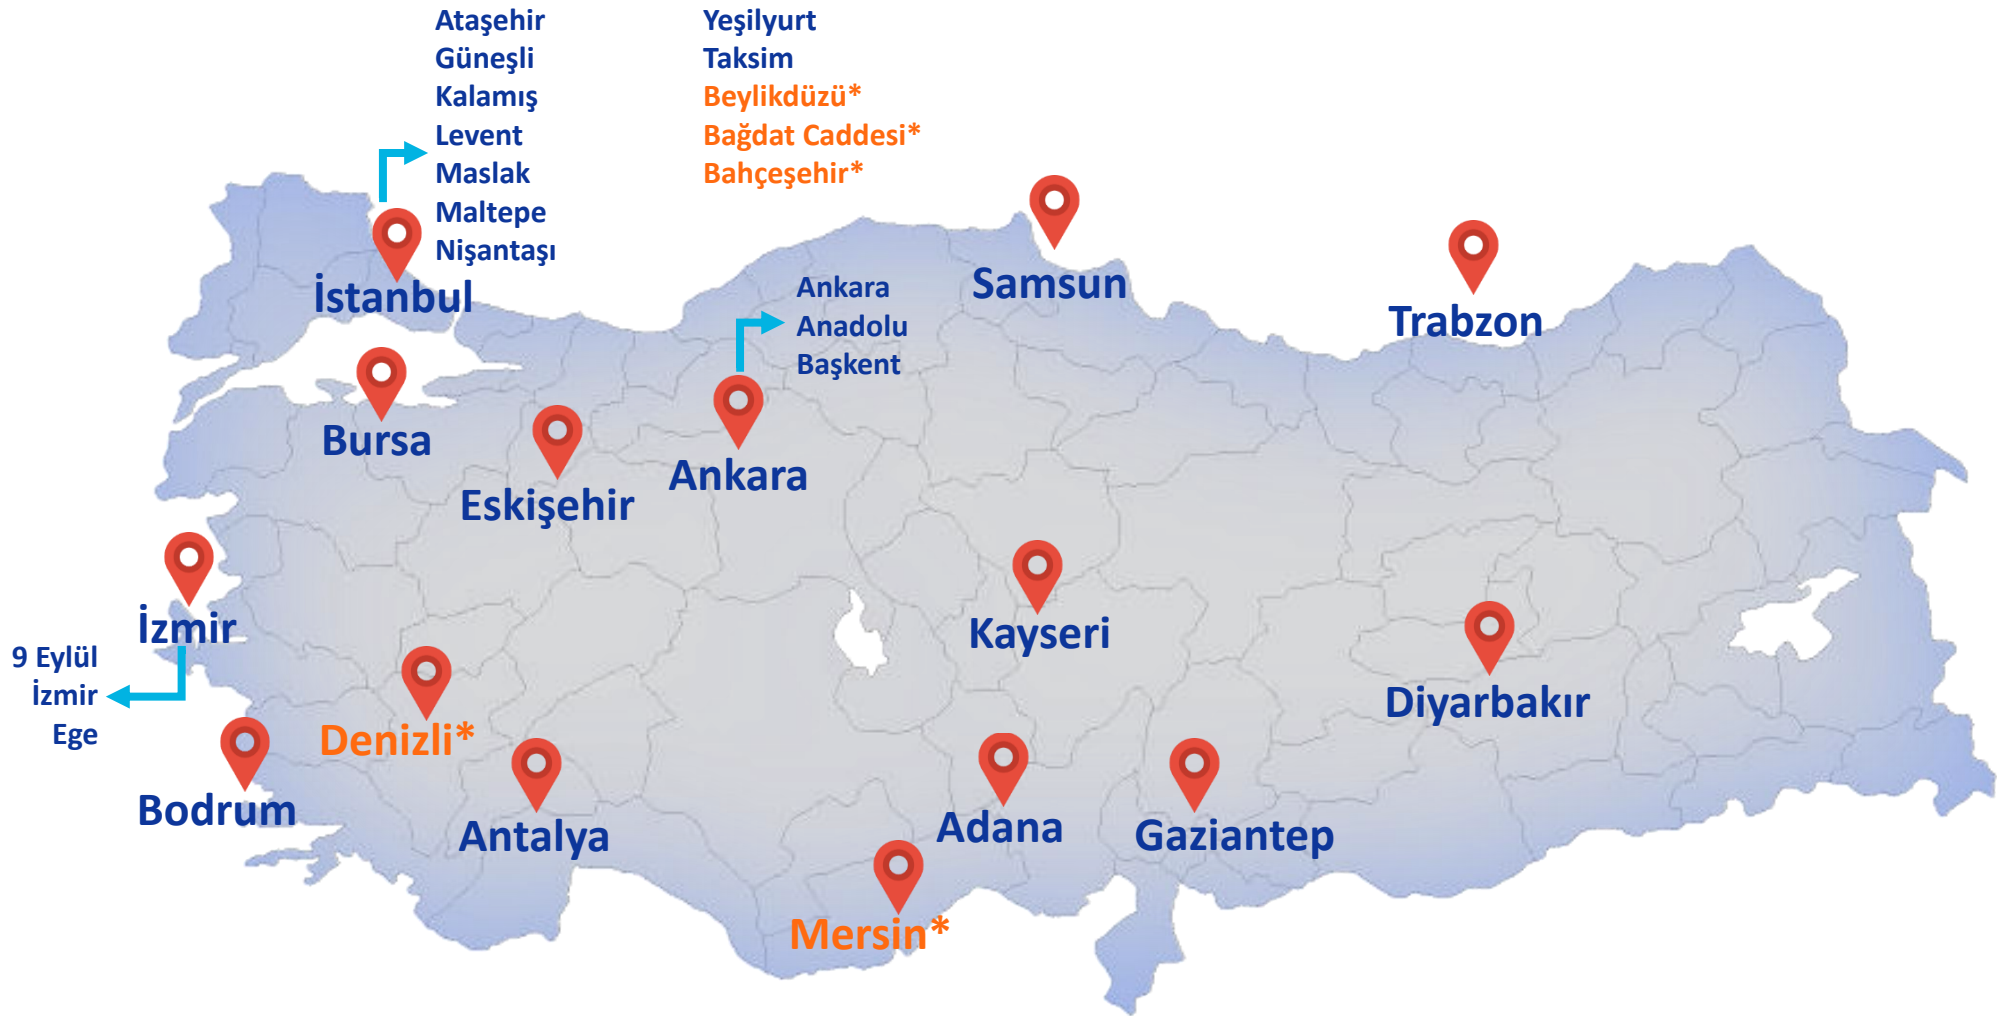 Ataşehir
Güneşli
Kalamış
Levent
Maslak
Maltepe
Nişantaşı
Yeşilyurt
Taksim
Beylikdüzü*
Bağdat Caddesi*
Bahçeşehir*
İstanbul
Samsun
Trabzon
Ankara
Anadolu
Başkent
Bursa
Eskişehir
Ankara
İzmir
9 Eylül
İzmir
Ege
Kayseri
Diyarbakır
Denizli*
Bodrum
Antalya
Adana
Gaziantep
Mersin*